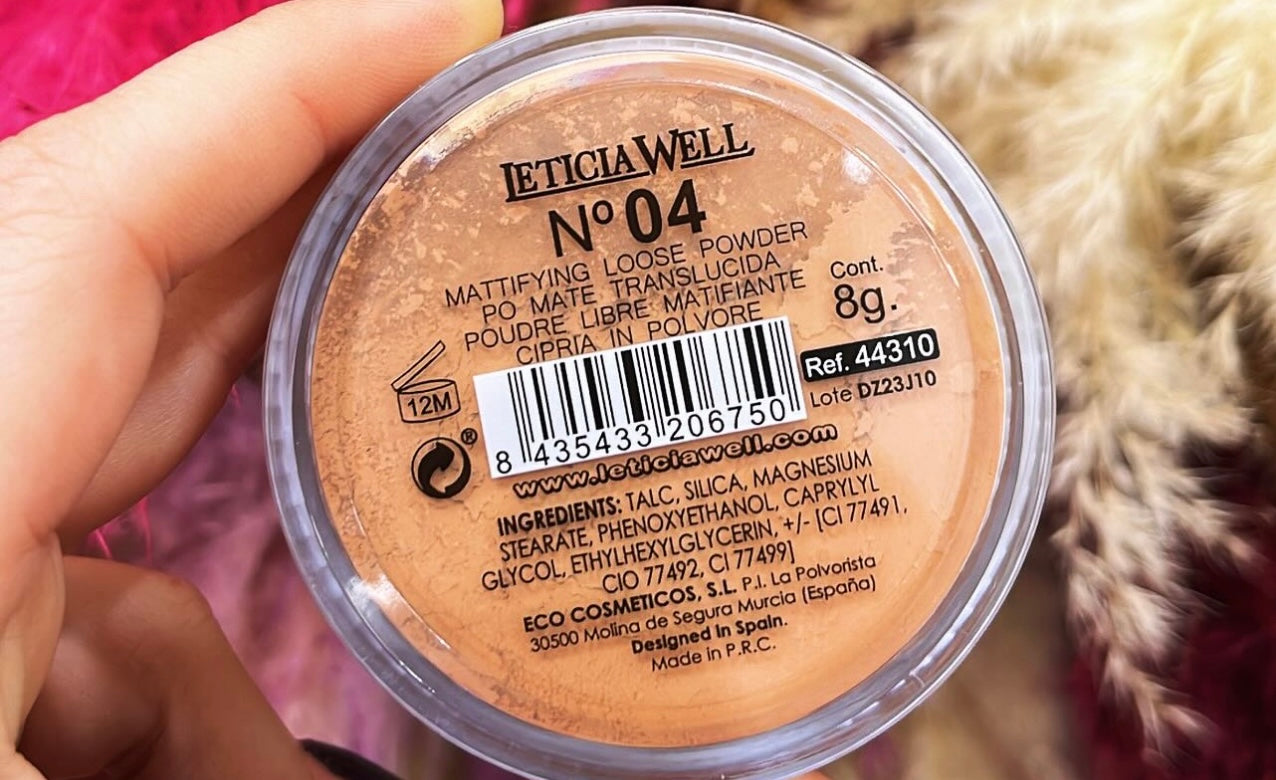 LETICIA WELL
Nº 04
MATTIFYING LOOSE POWDER
PO MATE TRANSLUCIDA
POUDRE LIBRE MATIFIANTE
CIPRIA IN POLVORE
Cont.
8g.
Ref. 44310
Lote DZ23J10
12M
®
8 435433 206750
www.leticiawell.com
INGREDIENTS: TALC, SILICA, MAGNESIUM
STEARATE, PHENOXYETHANOL, CAPRYLYL
GLYCOL, ETHYLHEXYLGLYCERIN, +/- [CI 77491,
CIO 77492, CI 77499]
ECO COSMETICOS, S.L. P.I. La Polvorista
30500 Molina de Segura Murcia (España)
Designed in Spain.
Made in P.R.C.